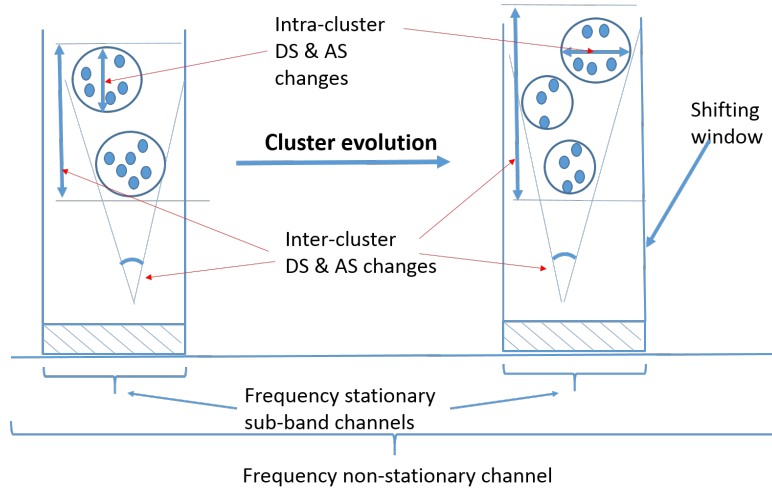 Intra-cluster
DS & AS
changes
Cluster evolution
Shifting
window
Inter-cluster
DS & AS changes
Frequency stationary
sub-band channels
Frequency non-stationary channel